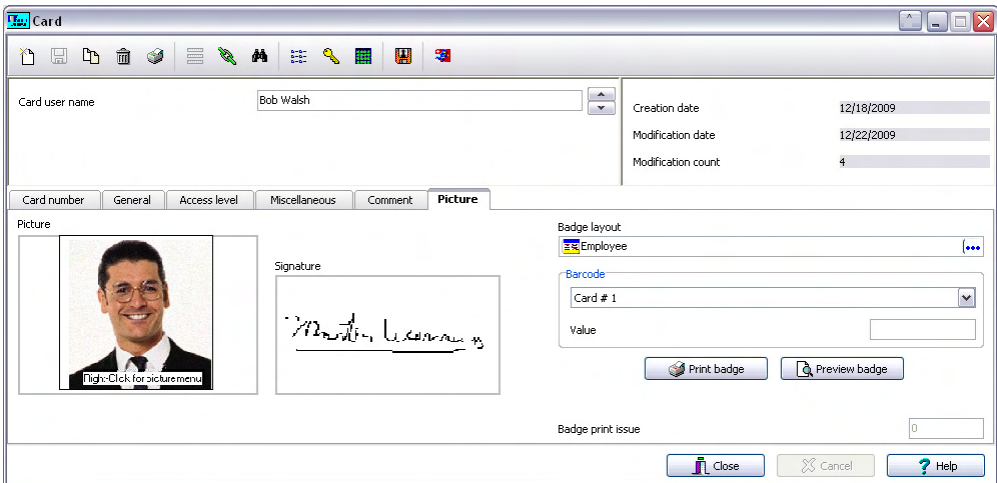 Card
Card user name
Bob Walsh
Creation date
12/18/2009
Modification date
12/22/2009
Modification count
4
Card number
General
Access level
Miscellaneous
Comment
Picture
Picture
Right-Click for picture menu
Signature
Badge layout
Employee
Barcode
Card # 1
Value
Print badge
Preview badge
Badge print issue
0
Close
Cancel
Help